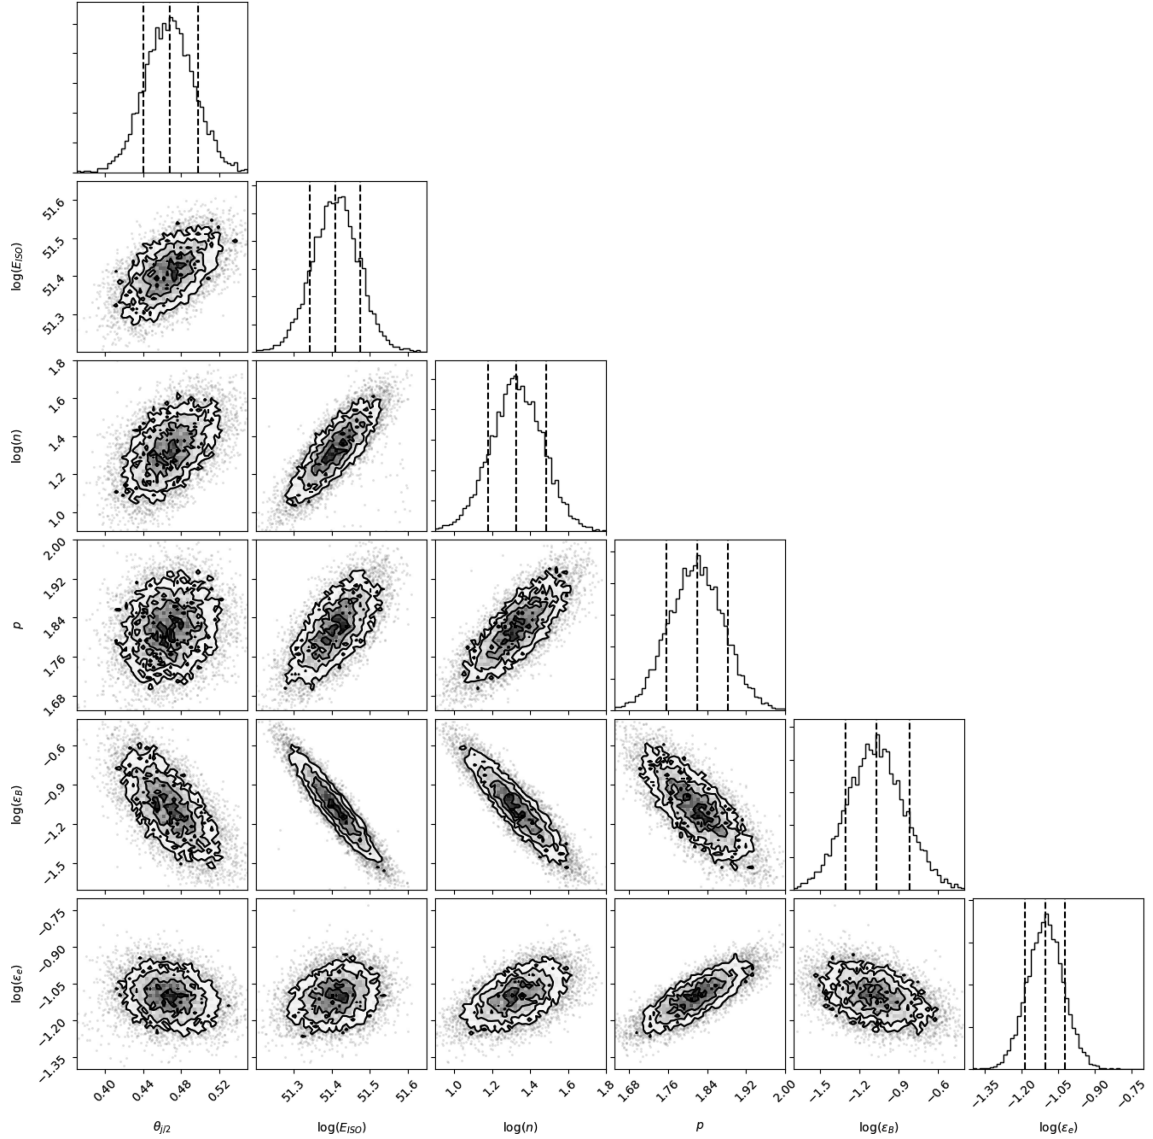 51.6
51.5
51.4
51.3
log(E_ISO)
1.8
1.6
1.4
1.2
1.0
log(n)
2.00
1.92
1.84
1.76
1.68
p
−0.6
−0.9
−1.2
−1.5
log(ε_B)
−0.75
−0.90
−1.05
−1.20
−1.35
log(ε_e)
0.40 0.44 0.48 0.52
51.3 51.4 51.5 51.6
1.0 1.2 1.4 1.6 1.8
1.68 1.76 1.84 1.92 2.00
−1.5 −1.2 −0.9 −0.6
−1.35 −1.20 −1.05 −0.90 −0.75
θ_{j/2} log(E_ISO) log(n) p log(ε_B) log(ε_e)